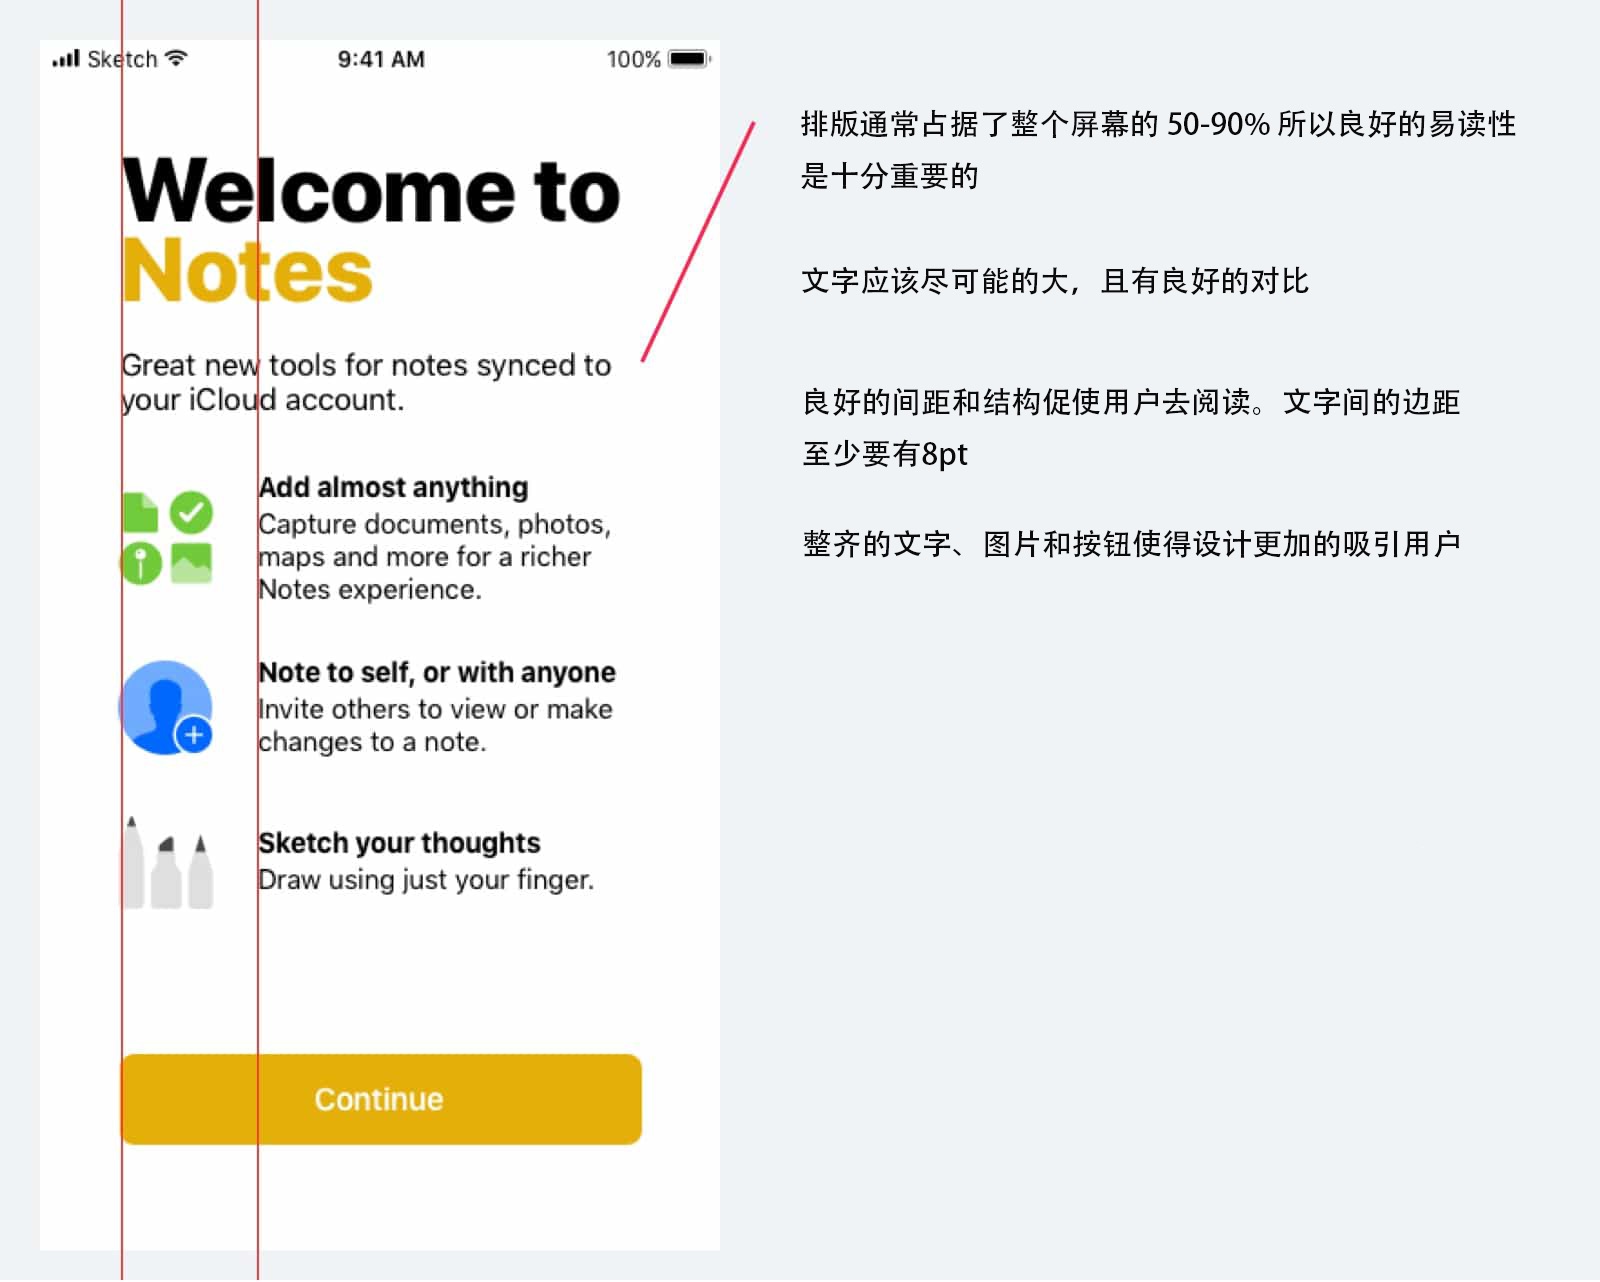 Sketch 9:41 AM 100%
Welcome to
Notes
Great new tools for notes synced to
your iCloud account.
Add almost anything
Capture documents, photos,
maps and more for a richer
Notes experience.
Note to self, or with anyone
Invite others to view or make
changes to a note.
Sketch your thoughts
Draw using just your finger.
Continue
排版通常占据了整个屏幕的 50-90% 所以良好的易读性
是十分重要的
文字应该尽可能的大，且有良好的对比
良好的间距和结构促使用户去阅读。文字间的边距
至少要有8pt
整齐的文字、图片和按钮使得设计更加的吸引用户